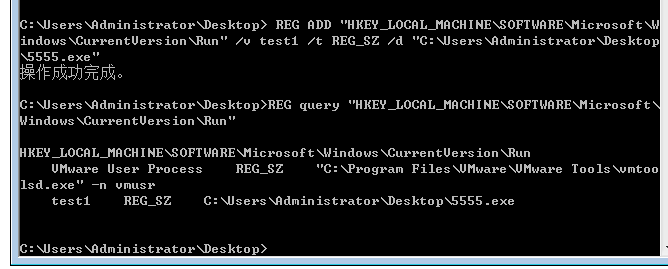 C:\Users\Administrator\Desktop> REG ADD "HKEY_LOCAL_MACHINE\SOFTWARE\Microsoft\W
indows\CurrentVersion\Run" /v test1 /t REG_SZ /d "C:\Users\Administrator\Desktop
\5555.exe"
操作成功完成。
C:\Users\Administrator\Desktop>REG query "HKEY_LOCAL_MACHINE\SOFTWARE\Microsoft\
Windows\CurrentVersion\Run"
HKEY_LOCAL_MACHINE\SOFTWARE\Microsoft\Windows\CurrentVersion\Run
    VMware User Process    REG_SZ    "C:\Program Files\VMware\VMware Tools\vmtoo
lsd.exe" -n vmusr
    test1    REG_SZ    C:\Users\Administrator\Desktop\5555.exe
C:\Users\Administrator\Desktop>